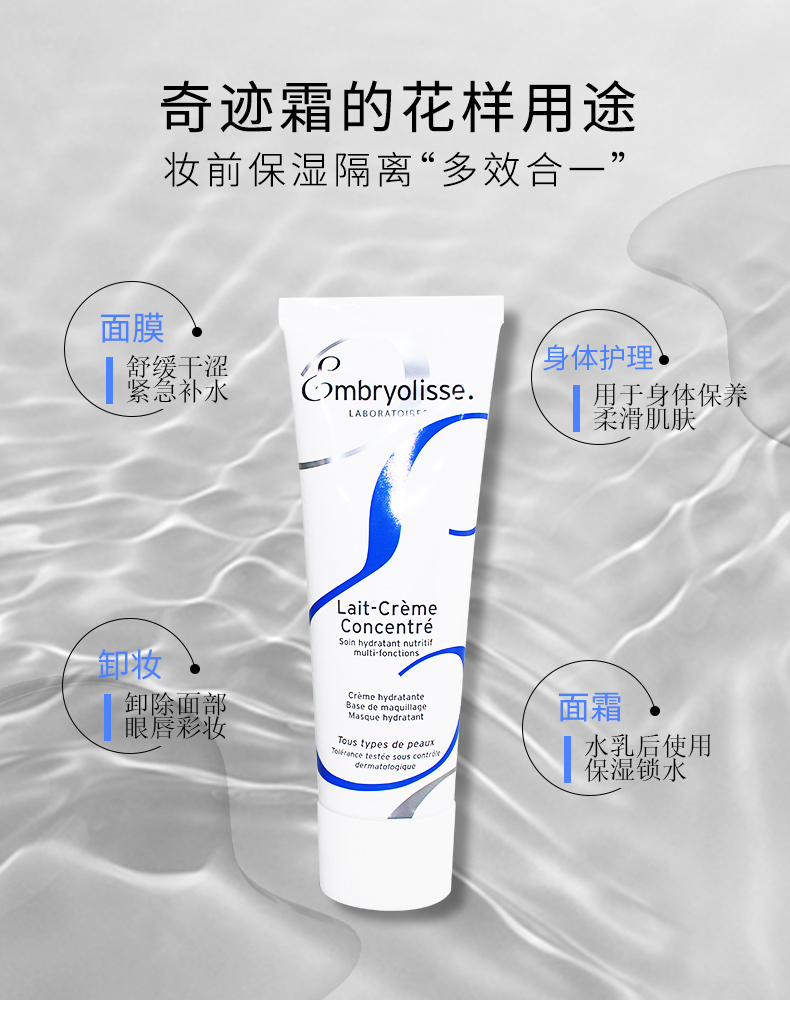 奇迹霜的花样用途
妆前保湿隔离“多效合一”
面膜
舒缓干涩
紧急补水
身体护理
用于身体保养
柔滑肌肤
Embryolisse.
LABORATOIRES
Lait-Crème
Concentré
Soin hydratant nutritif
multi-fonctions
Crème hydratante
Base de maquillage
Masque hydratant
Tous types de peaux
Tolérance testée sous contrôle
dermatologique
卸妆
卸除面部
眼唇彩妆
面霜
水乳后使用
保湿锁水